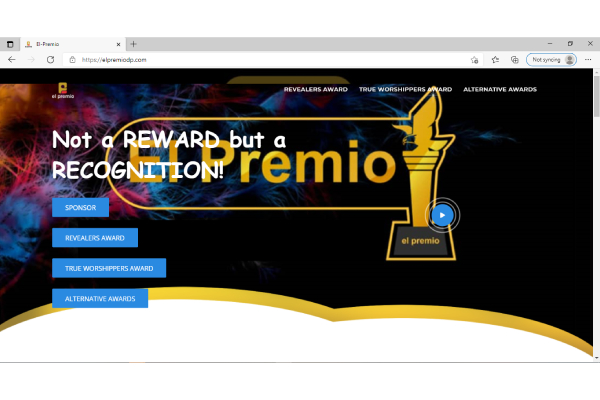 El-Premio
https://elpremiodp.com
Not syncing
el premio
REVEALERS AWARD TRUE WORSHIPPERS AWARD ALTERNATIVE AWARDS
Not a REWARD but a
RECOGNITION!
El Premio
SPONSOR
REVEALERS AWARD
el premio
TRUE WORSHIPPERS AWARD
ALTERNATIVE AWARDS